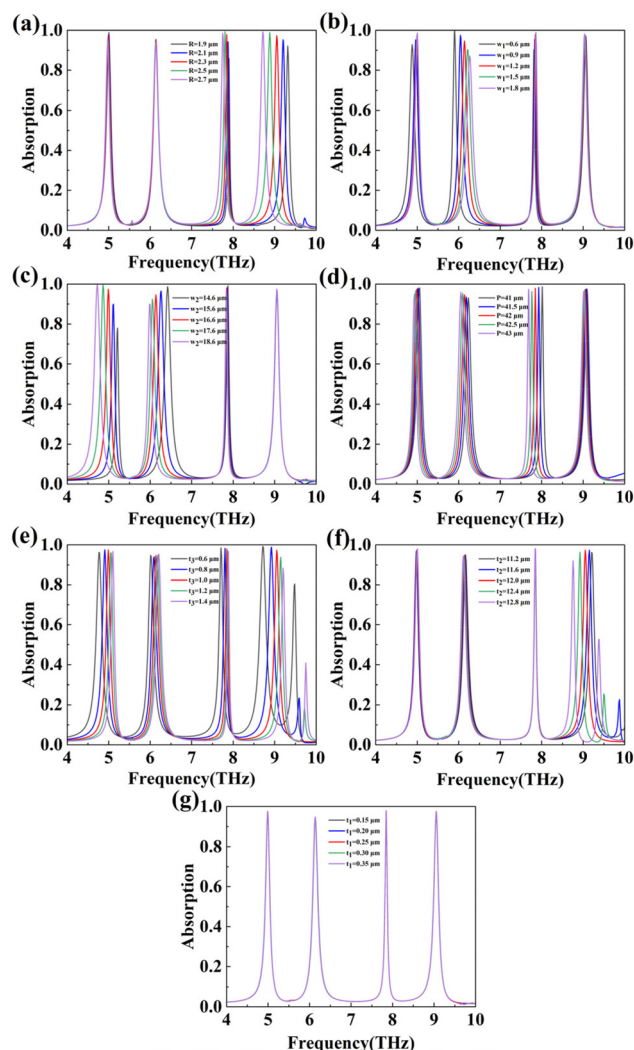 (a)
Absorption
1.0
0.8
0.6
0.4
0.2
0.0
R=1.9 μm
R=2.1 μm
R=2.3 μm
R=2.5 μm
R=2.7 μm
4 5 6 7 8 9 10
Frequency(THz)
(b)
Absorption
1.0
0.8
0.6
0.4
0.2
0.0
w1=0.6 μm
w1=0.9 μm
w1=1.2 μm
w1=1.5 μm
w1=1.8 μm
4 5 6 7 8 9 10
Frequency(THz)
(c)
Absorption
1.0
0.8
0.6
0.4
0.2
0.0
w2=14.6 μm
w2=15.6 μm
w2=16.6 μm
w2=17.6 μm
w2=18.6 μm
4 5 6 7 8 9 10
Frequency(THz)
(d)
Absorption
1.0
0.8
0.6
0.4
0.2
0.0
P=41 μm
P=41.5 μm
P=42 μm
P=42.5 μm
P=43 μm
4 5 6 7 8 9 10
Frequency(THz)
(e)
Absorption
1.0
0.8
0.6
0.4
0.2
0.0
t3=0.6 μm
t3=0.8 μm
t3=1.0 μm
t3=1.2 μm
t3=1.4 μm
4 5 6 7 8 9 10
Frequency(THz)
(f)
Absorption
1.0
0.8
0.6
0.4
0.2
0.0
t2=11.2 μm
t2=11.6 μm
t2=12.0 μm
t2=12.4 μm
t2=12.8 μm
4 5 6 7 8 9 10
Frequency(THz)
(g)
Absorption
1.0
0.8
0.6
0.4
0.2
0.0
t1=0.15 μm
t1=0.20 μm
t1=0.25 μm
t1=0.30 μm
t1=0.35 μm
4 5 6 7 8 9 10
Frequency(THz)